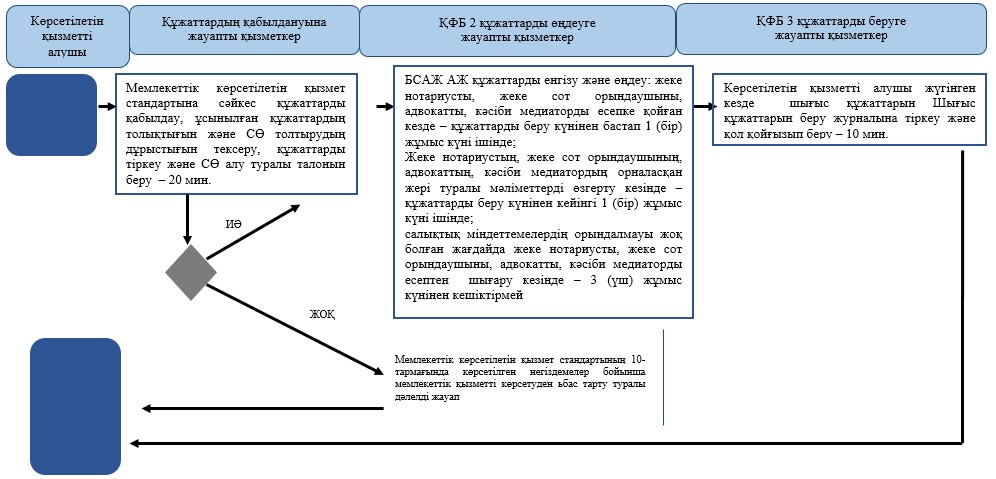 Көрсетілетін
қызметті
алушы
Құжаттардың қабылдануына
жауапты қызметкер
ҚФБ 2 құжаттарды өңдеуге
жауапты қызметкер
ҚФБ 3 құжаттарды беруге
жауапты қызметкер
Мемлекеттік көрсетілетін қызмет
стандартына сәйкес құжаттарды
қабылдау, ұсынылған құжаттардың
толықтығын және СӨ толтырудың
дұрыстығын тексеру, құжаттарды
тіркеу және СӨ алу туралы талонын
беру – 20 мин.
БСАЖ АЖ құжаттарды енгізу және өңдеу: жеке
нотариусты, жеке сот орындаушыны,
адвокатты, кәсіби медиаторды есепке қойған
кезде – құжаттарды беру күнінен бастап 1 (бір)
жұмыс күні ішінде;
Жеке нотариустың, жеке сот орындаушының,
адвокаттың, кәсіби медиатордың орналасқан
жері туралы мәліметтерді өзгерту кезінде –
құжаттарды беру күнінен кейінгі 1 (бір) жұмыс
күні ішінде;
салықтық міндеттемелердің орындалмауы жоқ
болған жағдайда жеке нотариусты, жеке сот
орындаушыны, адвокатты, кәсіби медиаторды
есептен шығару кезінде – 3 (үш) жұмыс
күнінен кешіктірмей
Көрсетілетін қызметті алушы жүгінген
кезде шығыс құжаттарын Шығыс
құжаттарын беру журналына тіркеу және
қол қойғызып беру – 10 мин.
ИӘ
ЖОҚ
Мемлекеттік көрсетілетін қызмет стандартының 10-
тармағында көрсетілген негіздемелер бойынша
мемлекеттік қызметті көрсетуден ьбас тарту туралы
дәлелді жауап